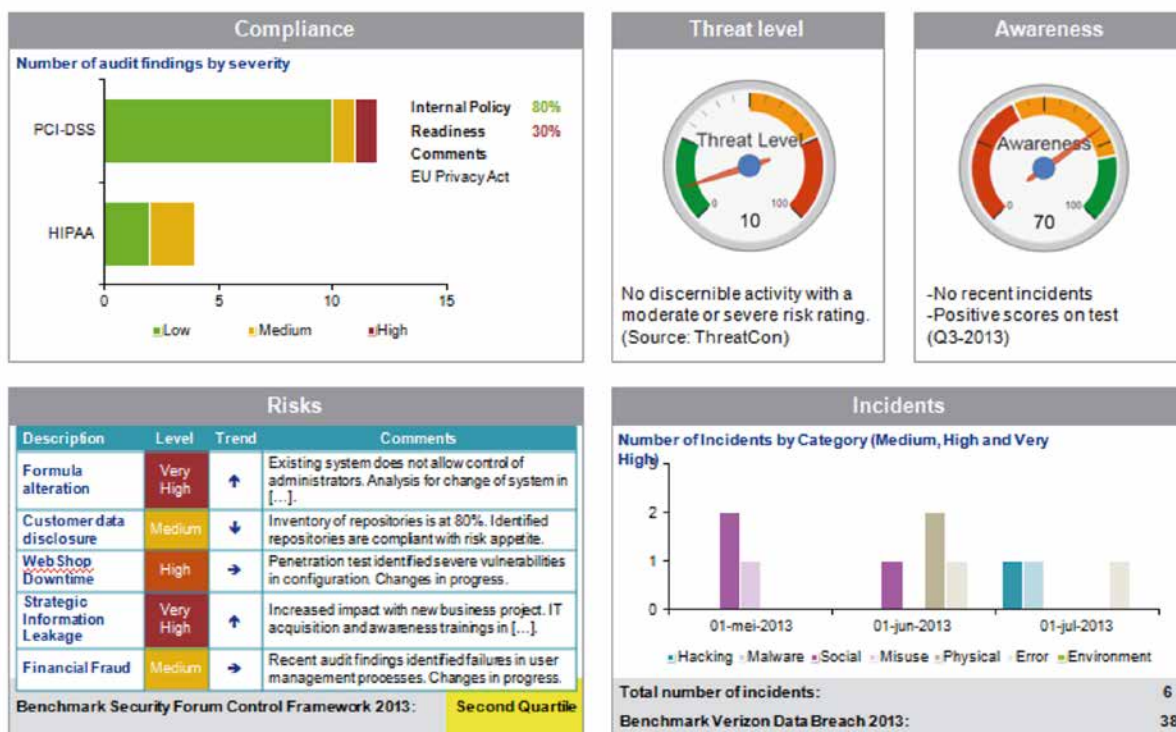 Compliance
Number of audit findings by severity
PCI-DSS
HIPAA
0
5
10
15
Low
Medium
High
Internal Policy 80%
Readiness 30%
Comments
EU Privacy Act
Threat level
Threat Level
0
100
10
No discernible activity with a
moderate or severe risk rating.
(Source: ThreatCon)
Awareness
Awareness
0
100
70
-No recent incidents
-Positive scores on test
(Q3-2013)
Risks
Description Level Trend Comments
Formula
alteration
Very
High
Existing system does not allow control of
administrators. Analysis for change of system in
[...].
Customer data
disclosure
Medium
Inventory of repositories is at 80%. Identified
repositories are compliant with risk appetite.
Web Shop
Downtime
High
Penetration test identified severe vulnerabilities
in configuration. Changes in progress.
Strategic
Information
Leakage
Very
High
Increased impact with new business project. IT
acquisition and awareness trainings in [...].
Financial Fraud
Medium
Recent audit findings identified failures in user
management processes. Changes in progress.
Benchmark Security Forum Control Framework 2013: Second Quartile
Incidents
Number of Incidents by Category (Medium, High and Very
High)
3
2
1
0
01-mei-2013
01-jun-2013
01-jul-2013
Hacking Malware Social Misuse Physical Error Environment
Total number of incidents: 6
Benchmark Verizon Data Breach 2013: 38